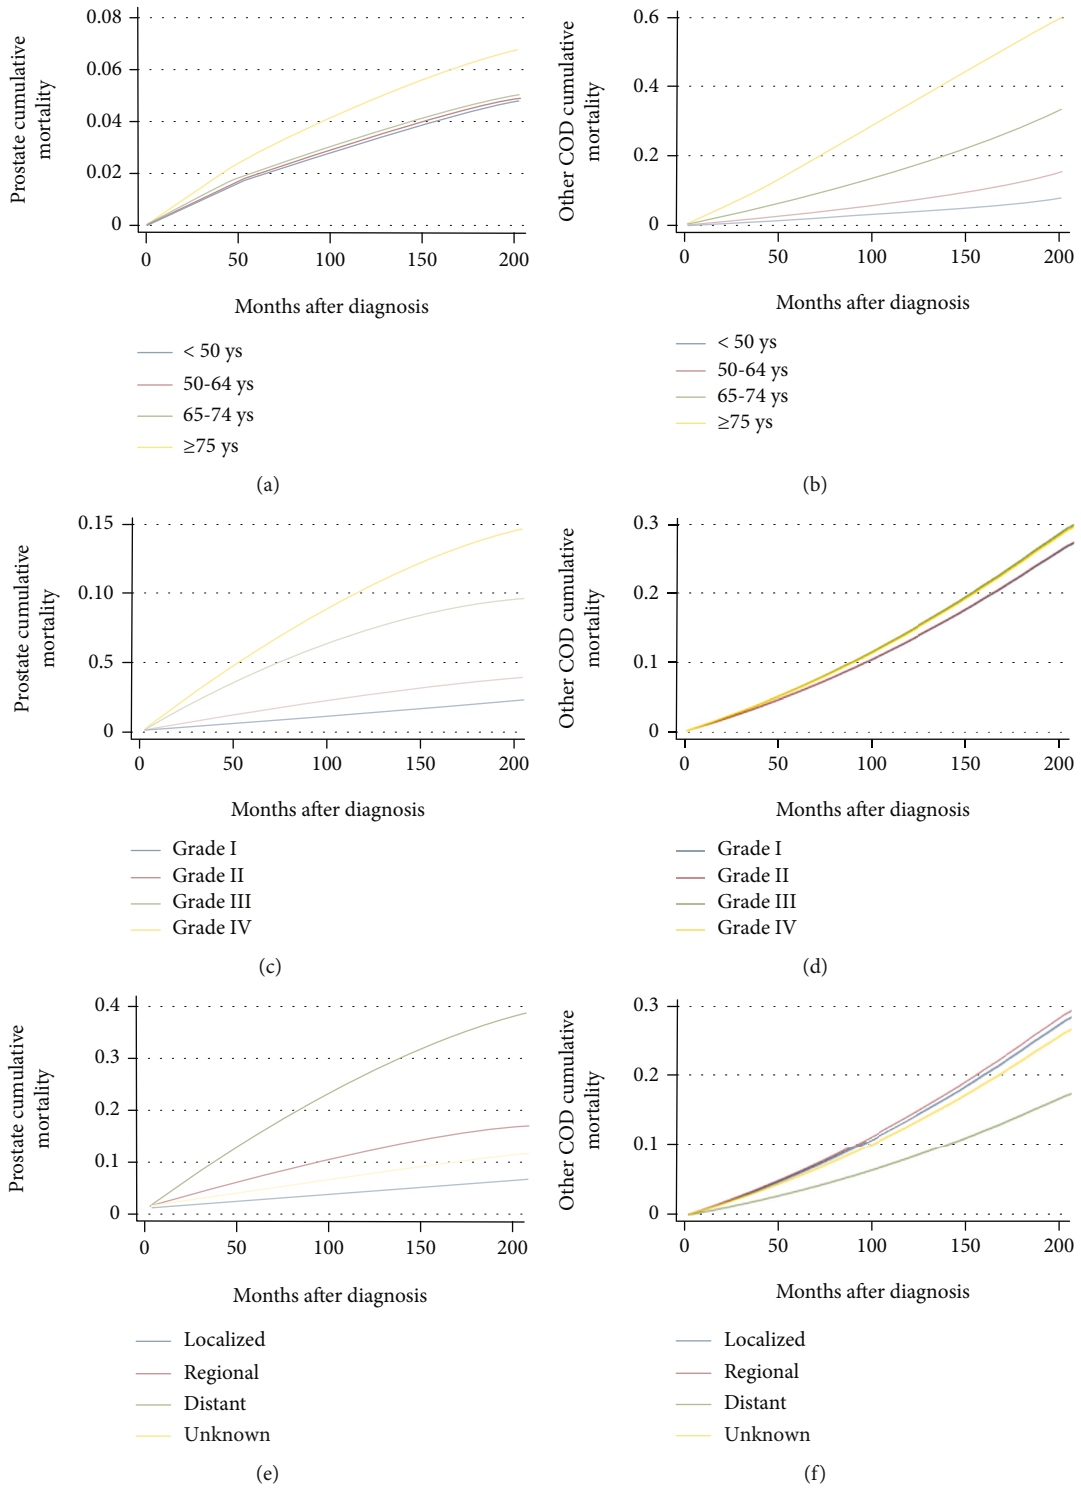 Prostate cumulative
mortality
0.08
0.06
0.04
0.02
0
0 50 100 150 200
Months after diagnosis
< 50 ys
50-64 ys
65-74 ys
≥75 ys
(a)
Other COD cumulative
mortality
0.6
0.4
0.2
0
0 50 100 150 200
Months after diagnosis
< 50 ys
50-64 ys
65-74 ys
≥75 ys
(b)
Prostate cumulative
mortality
0.15
0.10
0.5
0
0 50 100 150 200
Months after diagnosis
Grade I
Grade II
Grade III
Grade IV
(c)
Other COD cumulative
mortality
0.3
0.2
0.1
0
0 50 100 150 200
Months after diagnosis
Grade I
Grade II
Grade III
Grade IV
(d)
Prostate cumulative
mortality
0.4
0.3
0.2
0.1
0
0 50 100 150 200
Months after diagnosis
Localized
Regional
Distant
Unknown
(e)
Other COD cumulative
mortality
0.3
0.2
0.1
0
0 50 100 150 200
Months after diagnosis
Localized
Regional
Distant
Unknown
(f)